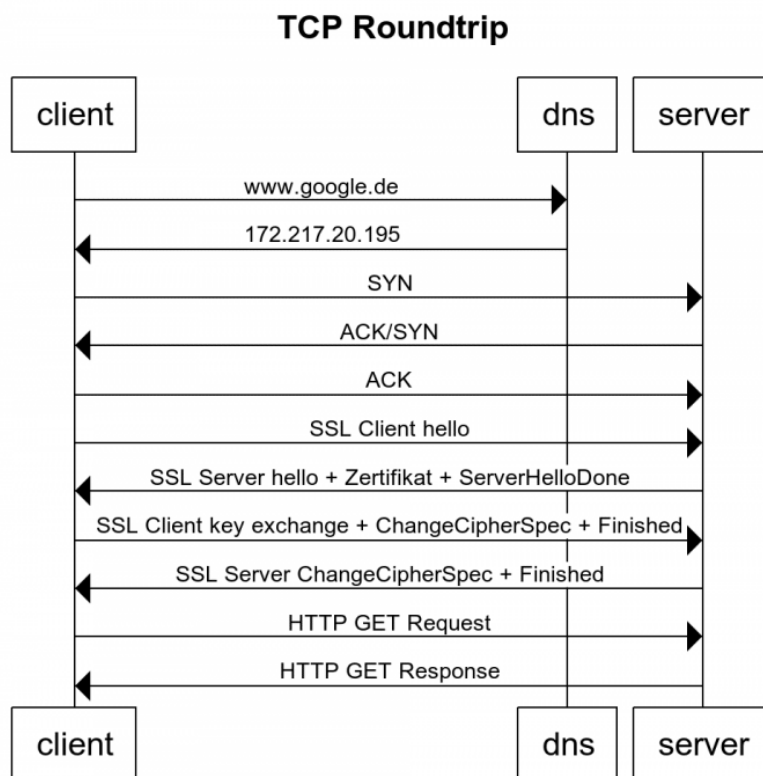 TCP Roundtrip
client dns server
www.google.de
172.217.20.195
SYN
ACK/SYN
ACK
SSL Client hello
SSL Server hello + Zertifikat + ServerHelloDone
SSL Client key exchange + ChangeCipherSpec + Finished
SSL Server ChangeCipherSpec + Finished
HTTP GET Request
HTTP GET Response
client dns server